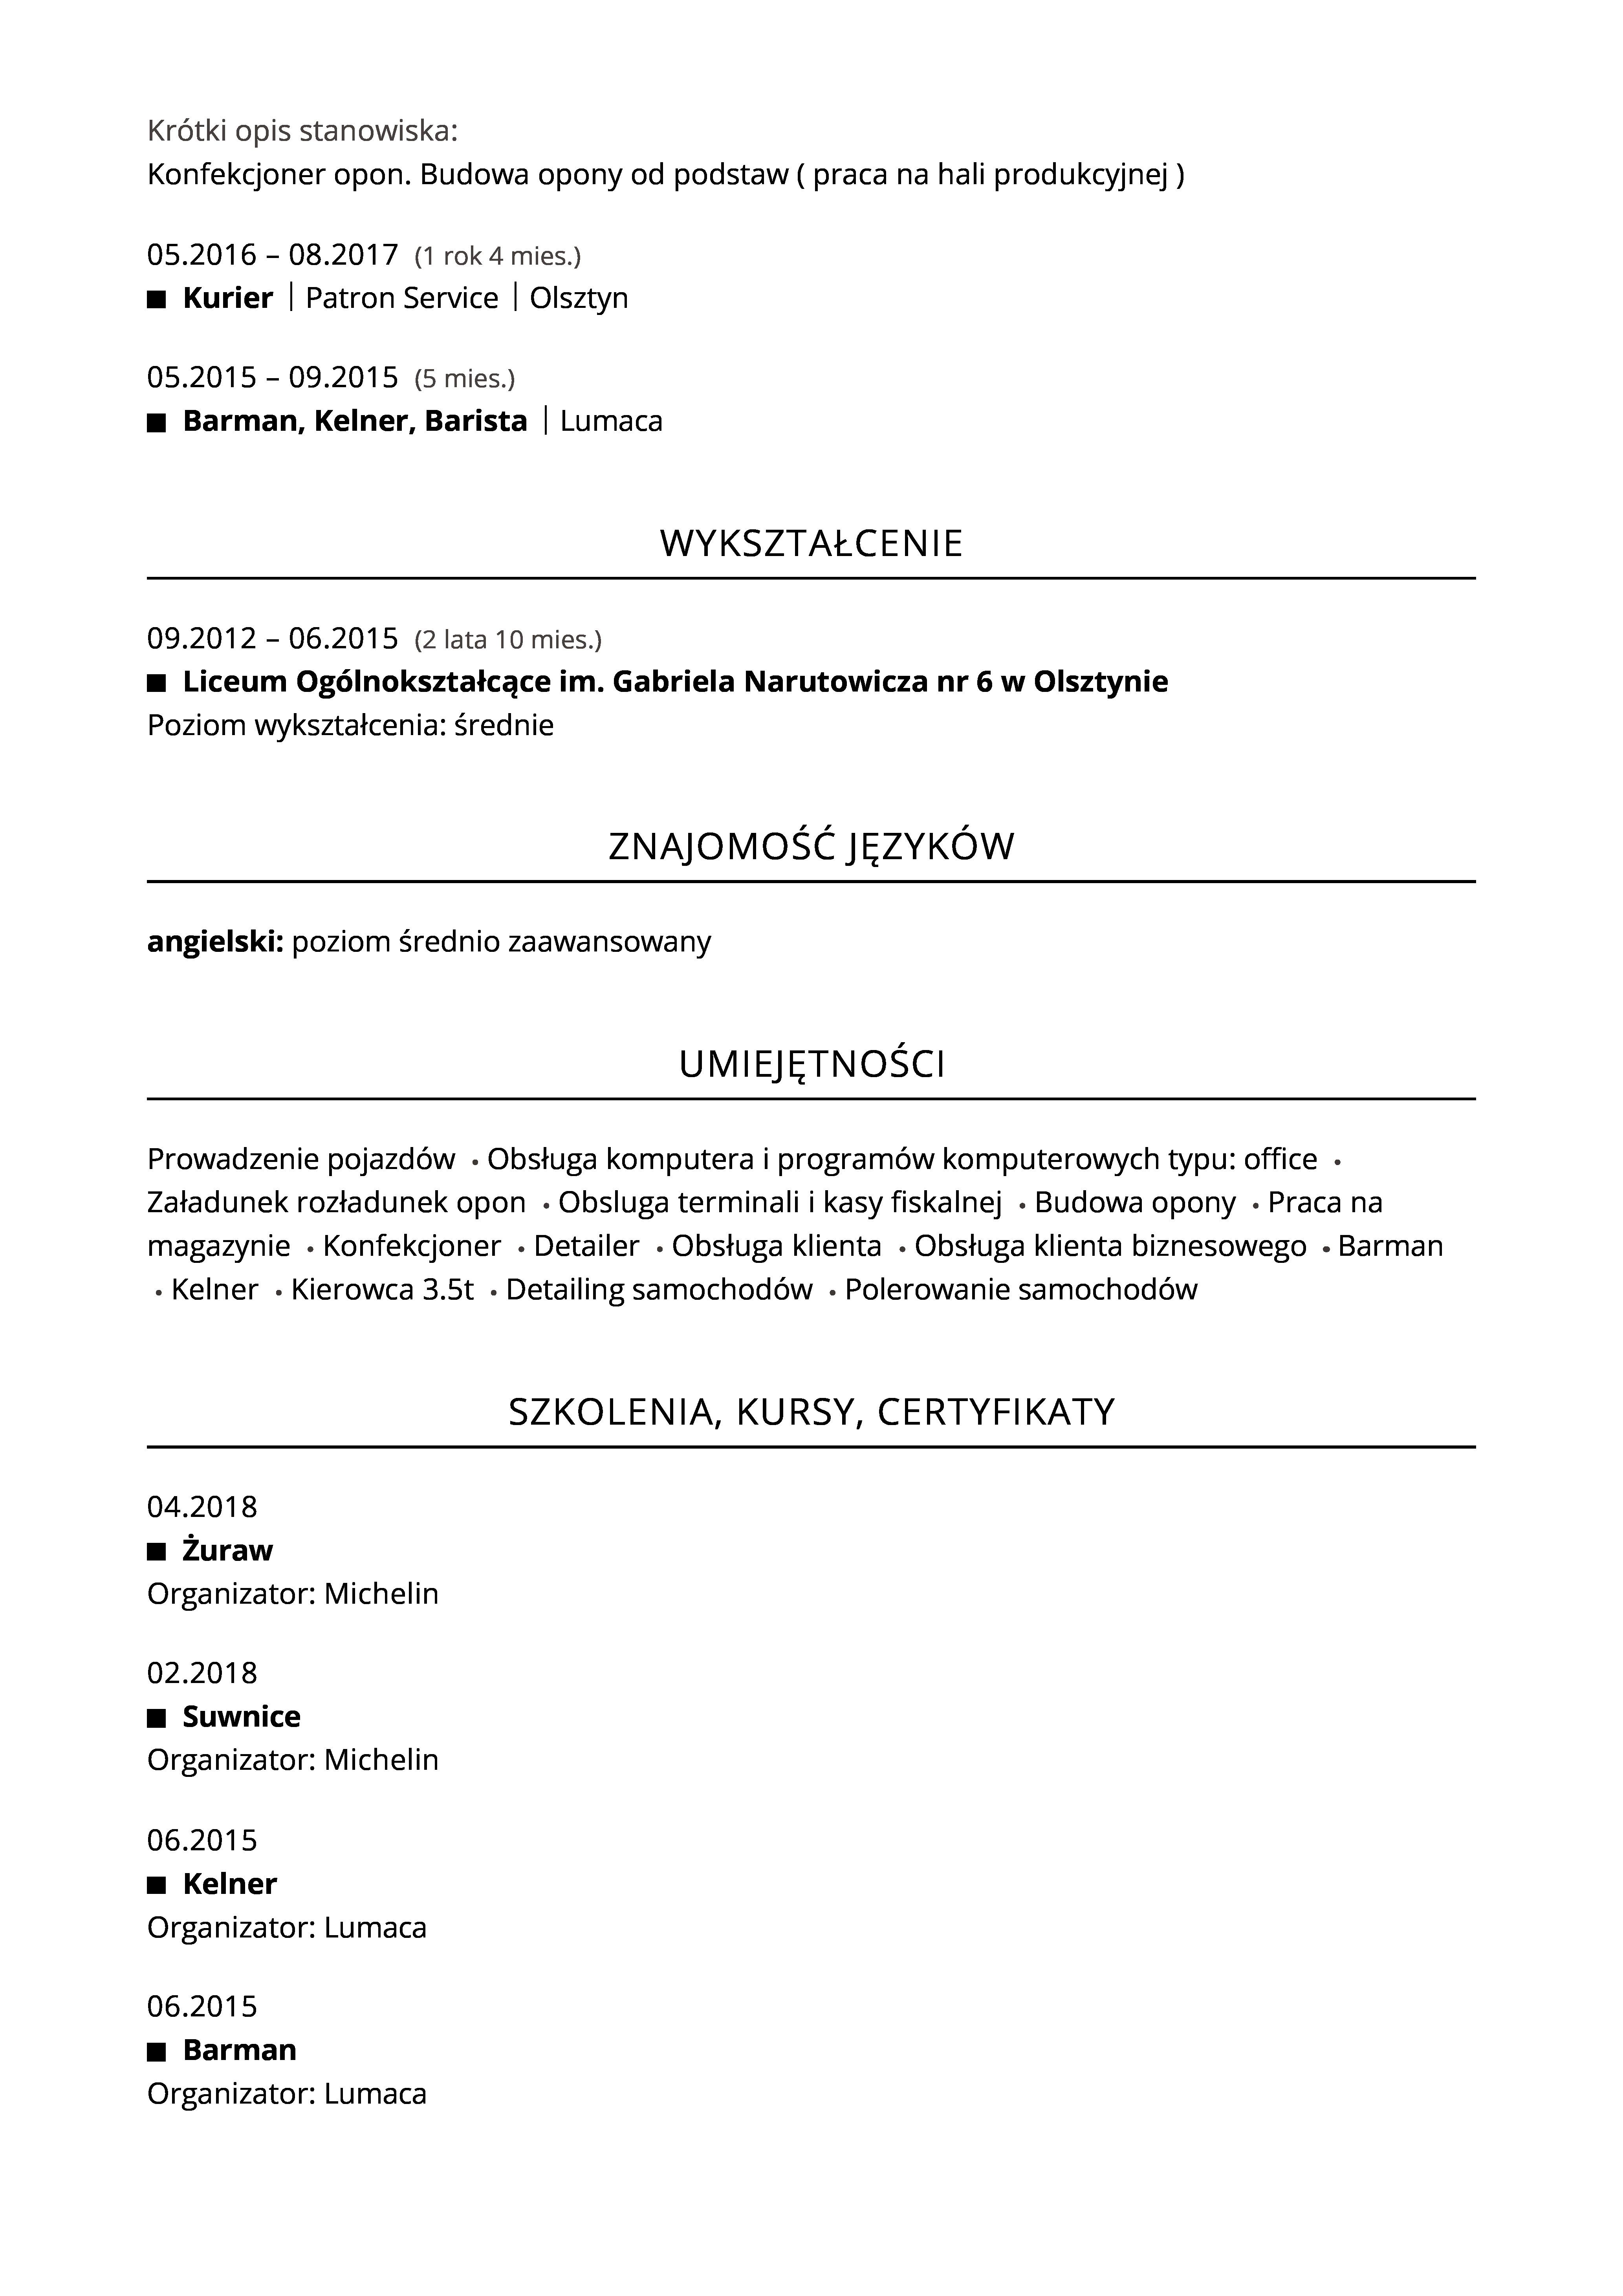 Krótki opis stanowiska:
Konfekcjoner opon. Budowa opony od podstaw ( praca na hali produkcyjnej )
05.2016 – 08.2017 (1 rok 4 mies.)
■ Kurier | Patron Service | Olsztyn
05.2015 – 09.2015 (5 mies.)
■ Barman, Kelner, Barista | Lumaca
WYKSZTAŁCENIE
09.2012 – 06.2015 (2 lata 10 mies.)
■ Liceum Ogólnokształcące im. Gabriela Narutowicza nr 6 w Olsztynie
Poziom wykształcenia: średnie
ZNAJOMOŚĆ JĘZYKÓW
angielski: poziom średnio zaawansowany
UMIEJĘTNOŚCI
Prowadzenie pojazdów • Obsługa komputera i programów komputerowych typu: office •
Załadunek rozładunek opon • Obsluga terminali i kasy fiskalnej • Budowa opony • Praca na
magazynie • Konfekcjoner • Detailer • Obsługa klienta • Obsługa klienta biznesowego • Barman
• Kelner • Kierowca 3.5t • Detailing samochodów • Polerowanie samochodów
SZKOLENIA, KURSY, CERTYFIKATY
04.2018
■ Żuraw
Organizator: Michelin
02.2018
■ Suwnice
Organizator: Michelin
06.2015
■ Kelner
Organizator: Lumaca
06.2015
■ Barman
Organizator: Lumaca